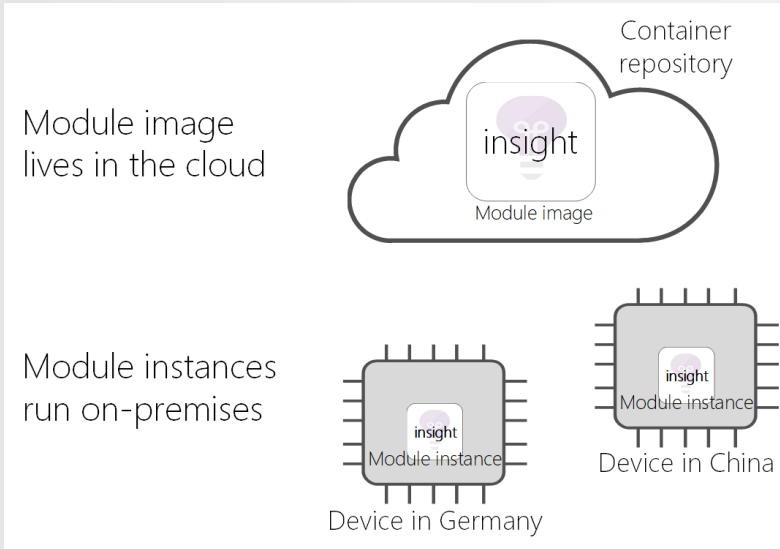 Container
repository
Module image
lives in the cloud
insight
Module image
Module instances
run on-premises
insight
Module instance
Device in Germany
insight
Module instance
Device in China